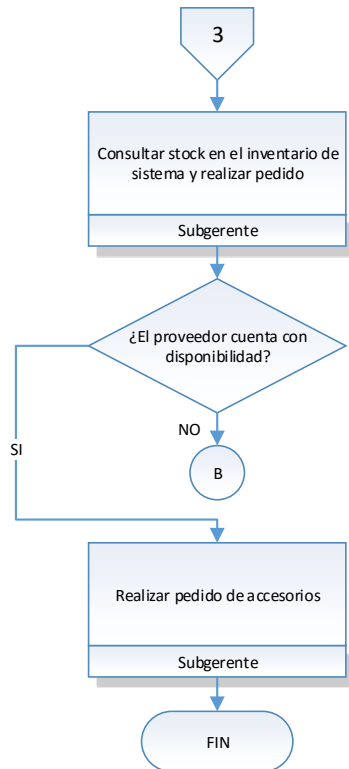 3
Consultar stock en el inventario de
sistema y realizar pedido
Subgerente
¿El proveedor cuenta con
disponibilidad?
NO
SI
B
Realizar pedido de accesorios
Subgerente
FIN